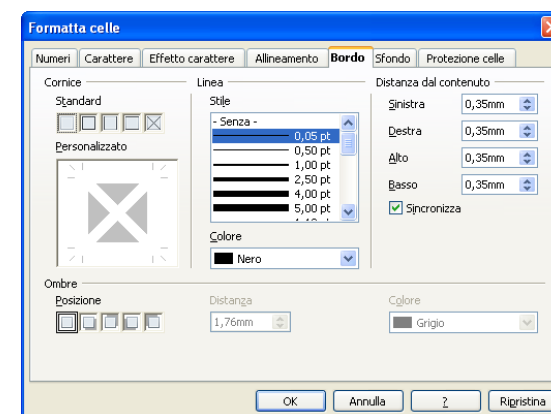 Formatta celle
Numeri Carattere Effetto carattere Allineamento Bordo Sfondo Protezione celle
Cornice
Standard
Personalizzato
Linea
Stile
- Senza -
0,05 pt
0,50 pt
1,00 pt
2,50 pt
4,00 pt
5,00 pt
Colore
Nero
Distanza dal contenuto
Sinistra 0,35mm
Destra 0,35mm
Alto 0,35mm
Basso 0,35mm
Sincronizza
Ombre
Posizione
Distanza
1,76mm
Colore
Grigio
OK Annulla ? Ripristina